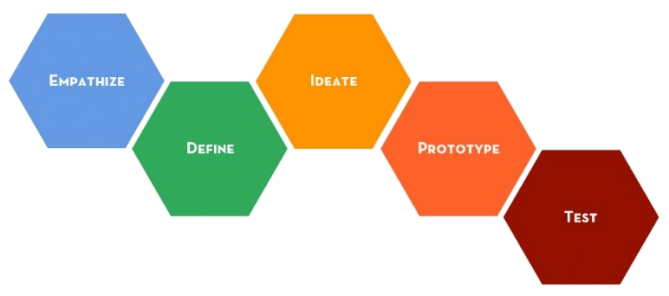 Empathize
Define
Ideate
Prototype
Test